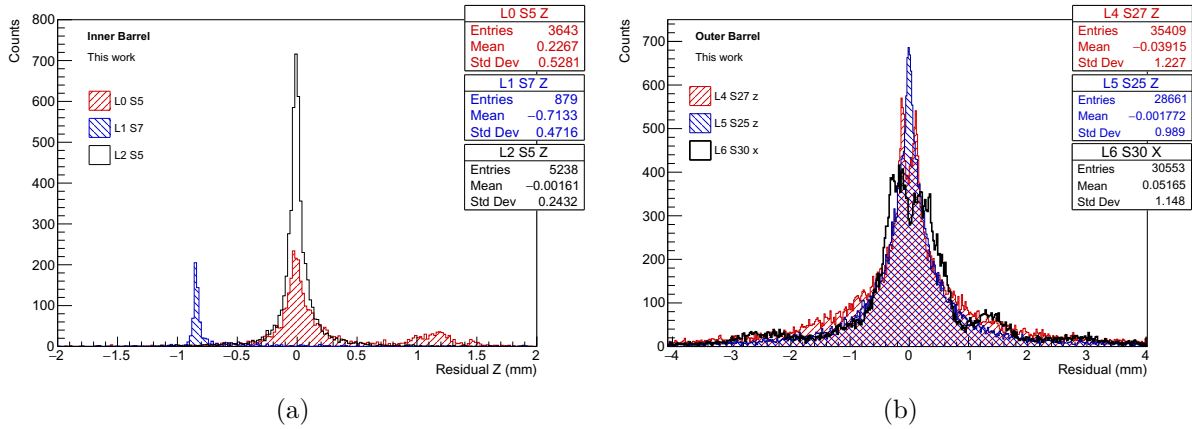 Inner Barrel
This work
L0 S5
L1 S7
L2 S5
Counts
800
700
600
500
400
300
200
100
0
−2
−1.5
−1
−0.5
0
0.5
1
1.5
2
Residual Z (mm)
L0 S5 Z
Entries 3643
Mean 0.2267
Std Dev 0.5281
L1 S7 Z
Entries 879
Mean −0.7133
Std Dev 0.4716
L2 S5 Z
Entries 5238
Mean −0.00161
Std Dev 0.2432
(a)
Outer Barrel
This work
L4 S27 z
L5 S25 z
L6 S30 x
Counts
700
600
500
400
300
200
100
0
−4
−3
−2
−1
0
1
2
3
4
Residual (mm)
L4 S27 Z
Entries 35409
Mean −0.03915
Std Dev 1.227
L5 S25 Z
Entries 28661
Mean −0.001772
Std Dev 0.989
L6 S30 X
Entries 30553
Mean 0.05165
Std Dev 1.148
(b)